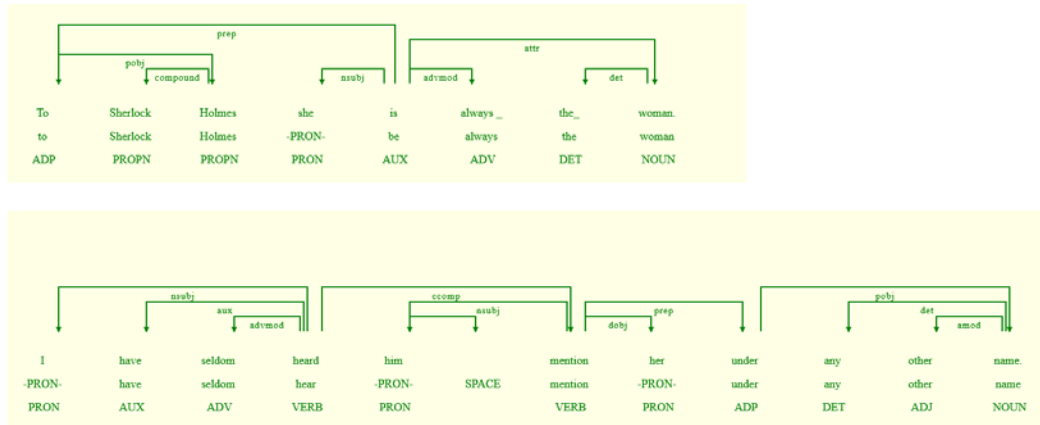 prep
attr
pobj
compound nsubj advmod det
To Sherlock Holmes she is always _ the_ woman.
to Sherlock Holmes -PRON- be always the woman
ADP PROPN PROPN PRON AUX ADV DET NOUN
nsubj ccomp pobj
aux nsubj prep det
advmod dobj amod
I have seldom heard him mention her under any other name.
-PRON- have seldom hear -PRON- SPACE mention -PRON- under any other name
PRON AUX ADV VERB PRON VERB PRON ADP DET ADJ NOUN